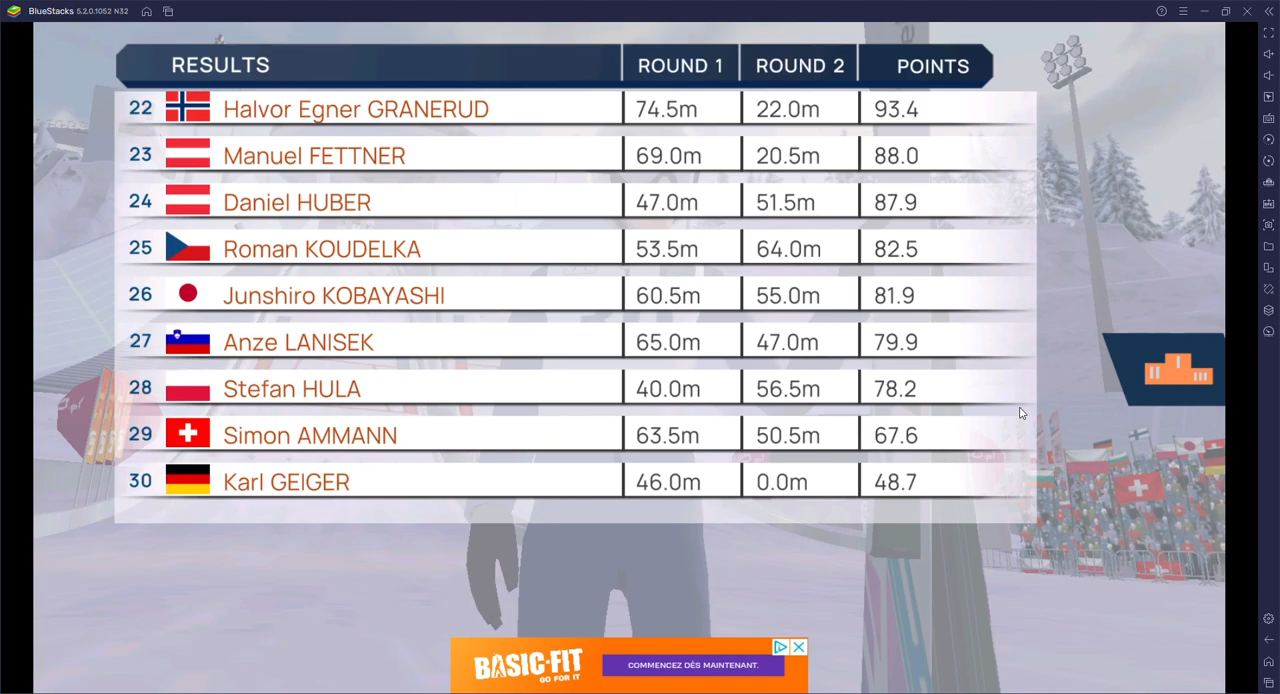 BlueStacks 5.2.0.1052 N32
RESULTS ROUND 1 ROUND 2 POINTS
22 Halvor Egner GRANERUD 74.5m 22.0m 93.4
23 Manuel FETTNER 69.0m 20.5m 88.0
24 Daniel HUBER 47.0m 51.5m 87.9
25 Roman KOUDELKA 53.5m 64.0m 82.5
26 Junshiro KOBAYASHI 60.5m 55.0m 81.9
27 Anze LANISEK 65.0m 47.0m 79.9
28 Stefan HULA 40.0m 56.5m 78.2
29 Simon AMMANN 63.5m 50.5m 67.6
30 Karl GEIGER 46.0m 0.0m 48.7
BASIC-FIT
GO FOR IT
COMMENCEZ DÈS MAINTENANT.